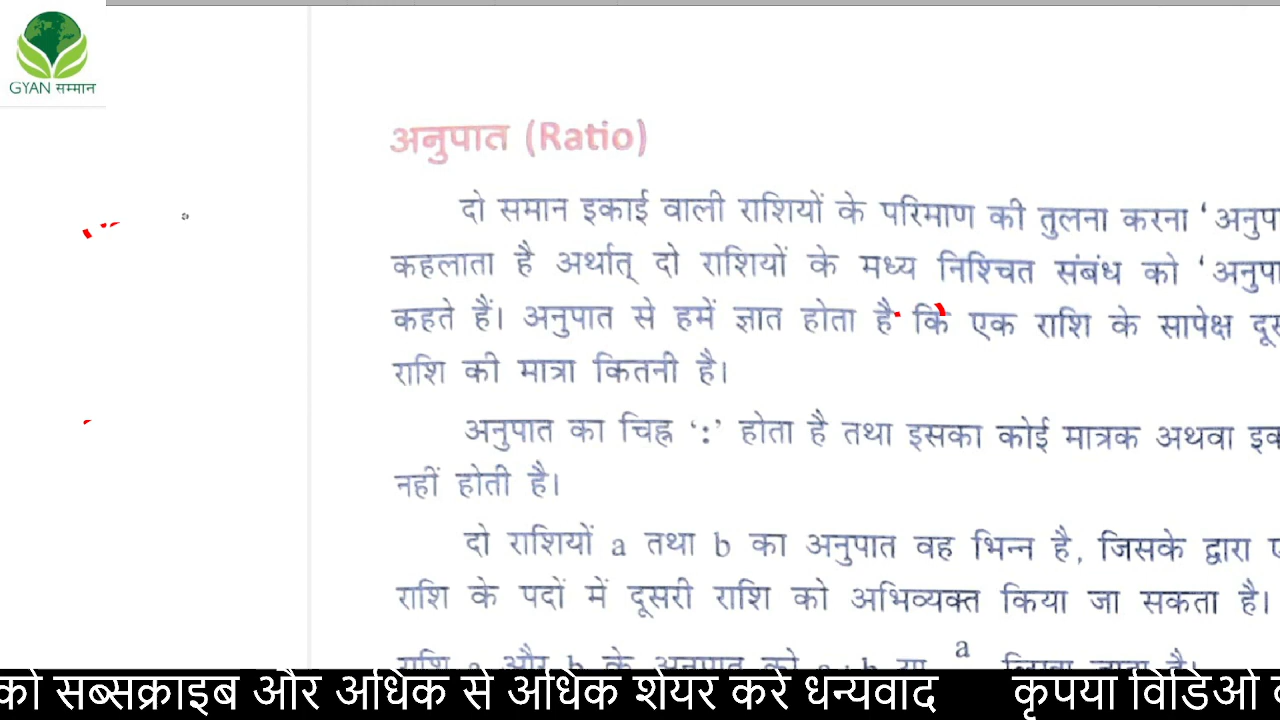 GYAN सम्मान
अनुपात (Ratio)
दो समान इकाई वाली राशियों के परिमाण की तुलना करना ‘अनुपा
कहलाता है अर्थात् दो राशियों के मध्य निश्चित संबंध को ‘अनुपा
कहते हैं। अनुपात से हमें ज्ञात होता है कि एक राशि के सापेक्ष दूस
राशि की मात्रा कितनी है।
अनुपात का चिह्न ‘:’ होता है तथा इसका कोई मात्रक अथवा इक
नहीं होती है।
दो राशियों a तथा b का अनुपात वह भिन्न है, जिसके द्वारा ए
राशि के पदों में दूसरी राशि को अभिव्यक्त किया जा सकता है।
राशि a और b के अनुपात को a : b या a लिखा जाता है।
को सब्सक्राइब और अधिक से अधिक शेयर करें धन्यवाद कृपया विडिओ